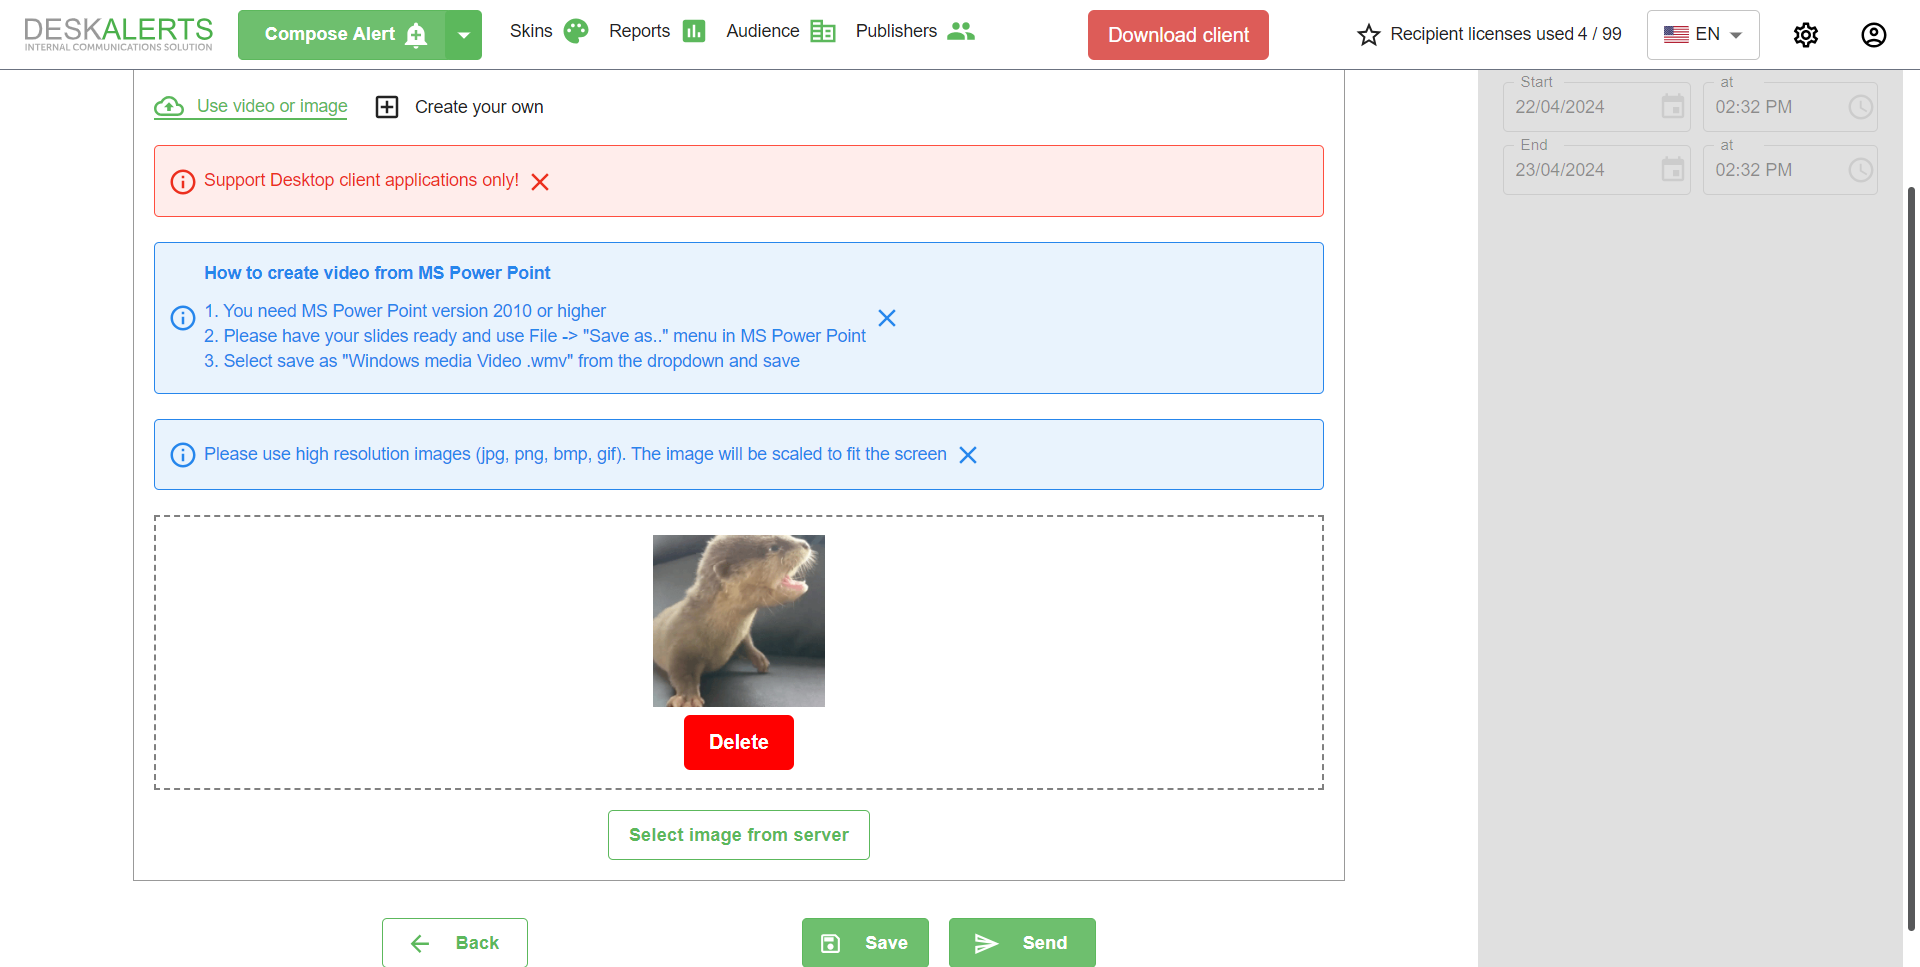 DESKALERTS
INTERNAL COMMUNICATIONS SOLUTION
Compose Alert
Skins
Reports
Audience
Publishers
Download client
Recipient licenses used 4 / 99
EN
Use video or image
Create your own
Support Desktop client applications only!
How to create video from MS Power Point
1. You need MS Power Point version 2010 or higher
2. Please have your slides ready and use File -> "Save as.." menu in MS Power Point
3. Select save as "Windows media Video .wmv" from the dropdown and save
Please use high resolution images (jpg, png, bmp, gif). The image will be scaled to fit the screen
Delete
Select image from server
Back
Save
Send
Start
at
22/04/2024
02:32 PM
End
at
23/04/2024
02:32 PM